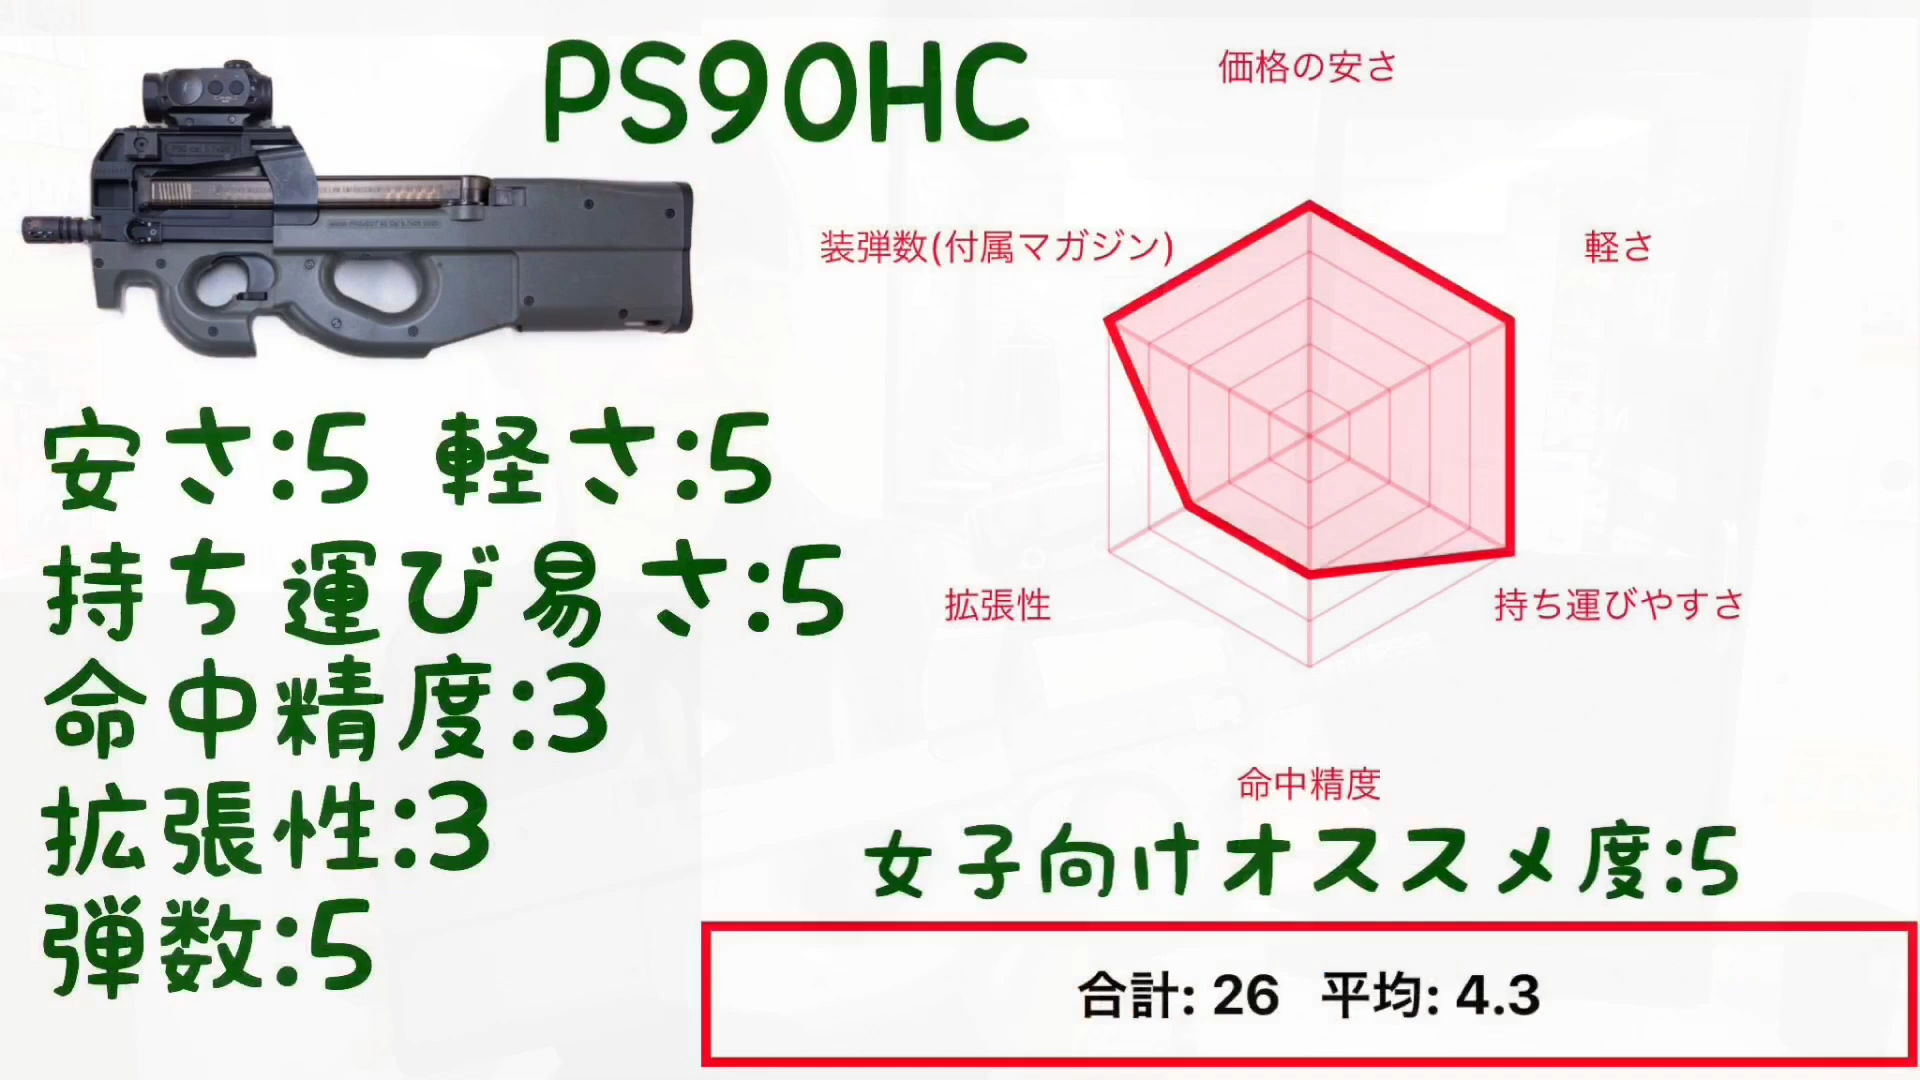 PS90HC
価格の安さ
装弾数(付属マガジン)
軽さ
安さ:5 軽さ:5
持ち運び易さ:5
拡張性
持ち運びやすさ
命中精度:3
命中精度
拡張性:3
女子向けオススメ度:5
弾数:5
合計: 26 平均: 4.3